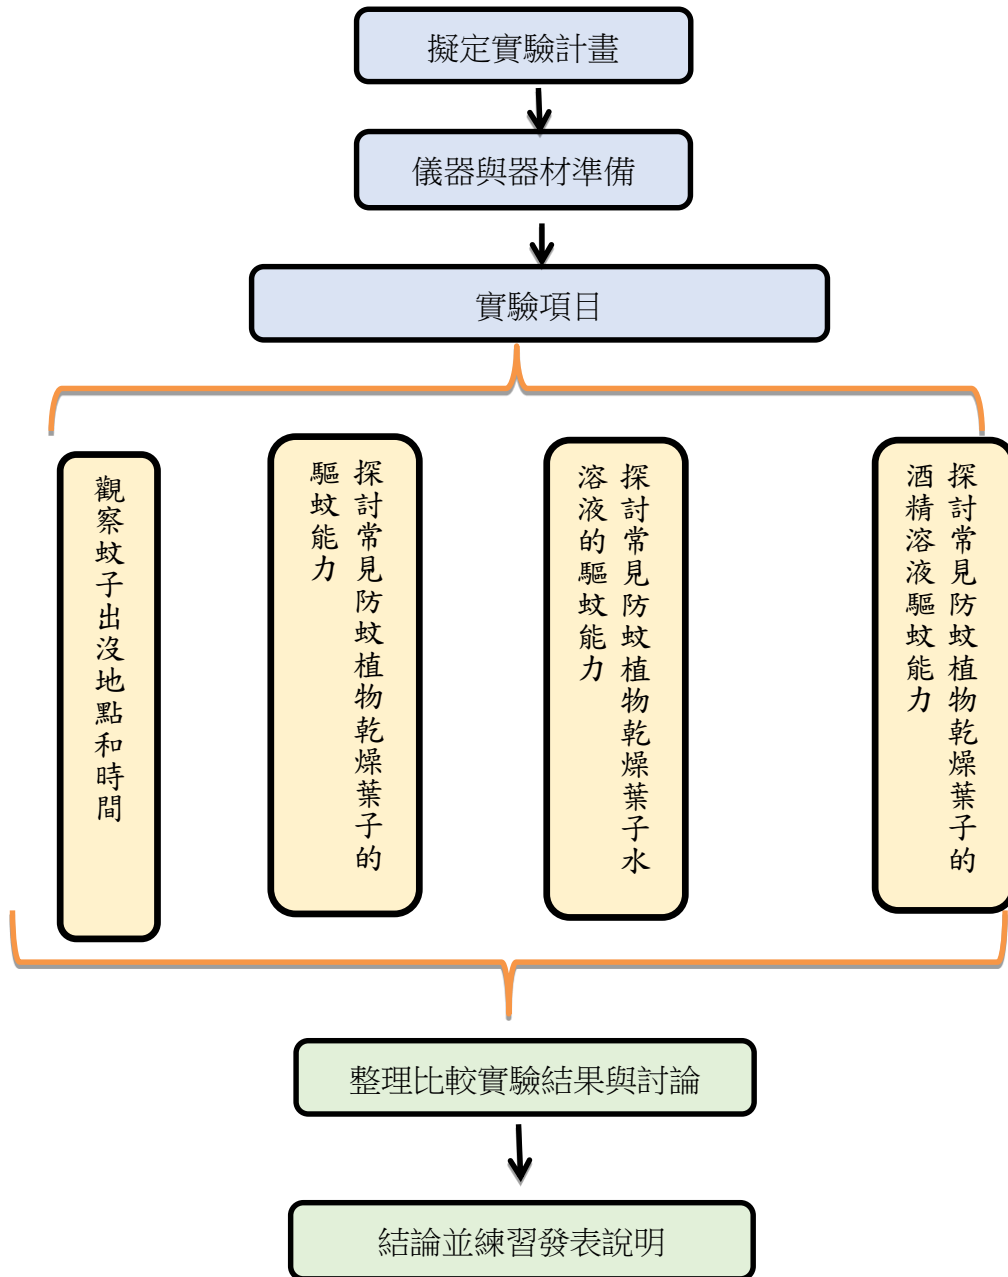 擬定實驗計畫
儀器與器材準備
實驗項目
觀察蚊子出沒地點和時間
探討常見防蚊植物乾燥葉子的
驅蚊能力
探討常見防蚊植物乾燥葉子水
溶液的驅蚊能力
探討常見防蚊植物乾燥葉子的
酒精溶液驅蚊能力
整理比較實驗結果與討論
結論並練習發表說明